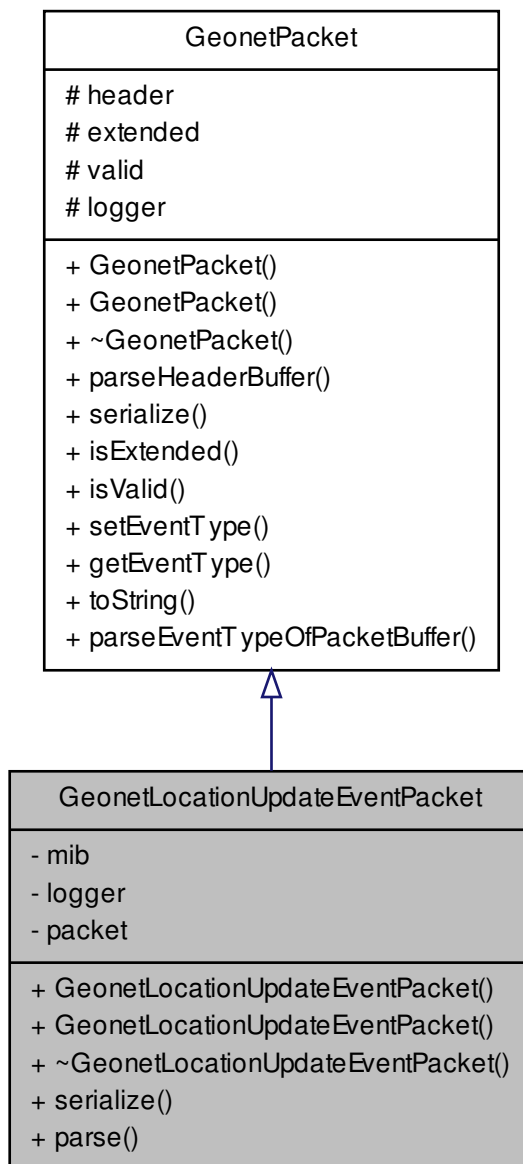 GeonetPacket
# header
# extended
# valid
# logger
+ GeonetPacket()
+ GeonetPacket()
+ ~GeonetPacket()
+ parseHeaderBuffer()
+ serialize()
+ isExtended()
+ isValid()
+ setEventType()
+ getEventType()
+ toString()
+ parseEventTypeOfPacketBuffer()
GeonetLocationUpdateEventPacket
- mib
- logger
- packet
+ GeonetLocationUpdateEventPacket()
+ GeonetLocationUpdateEventPacket()
+ ~GeonetLocationUpdateEventPacket()
+ serialize()
+ parse()